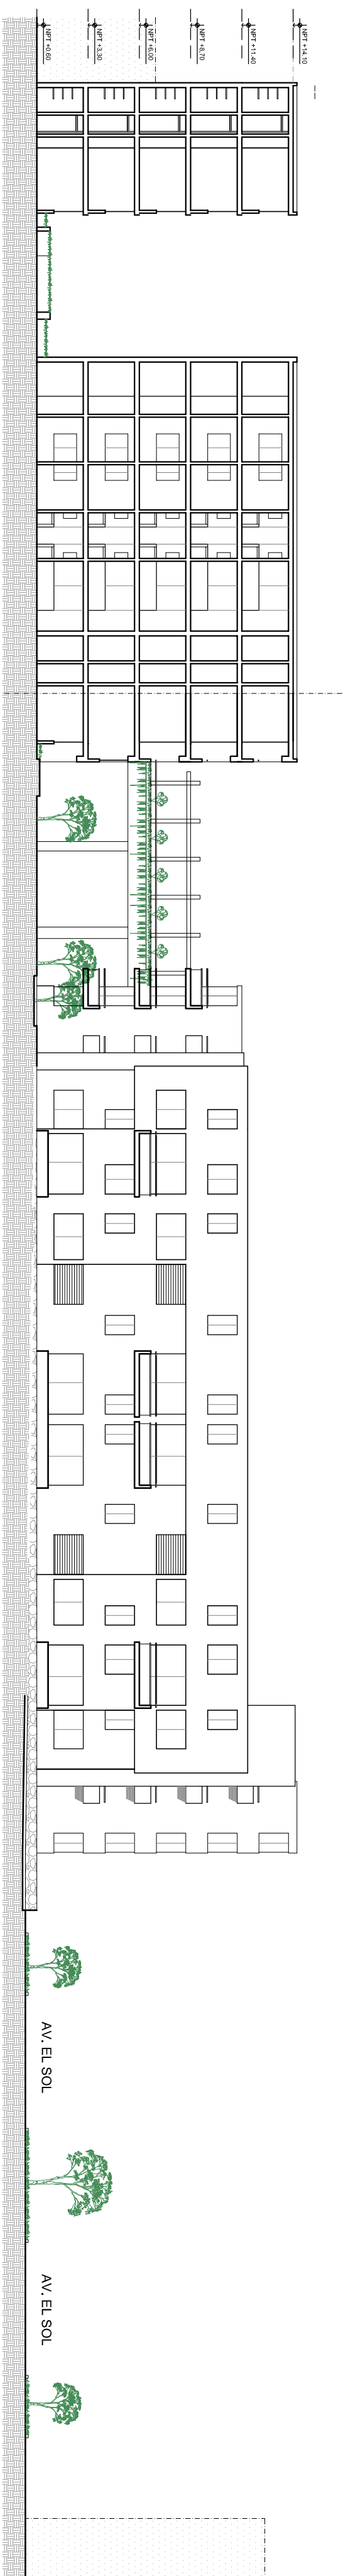 NPT +14.10
NPT +11.40
NPT +8.70
NPT +6.00
NPT +3.30
NPT +0.60
AV. EL SOL
AV. EL SOL